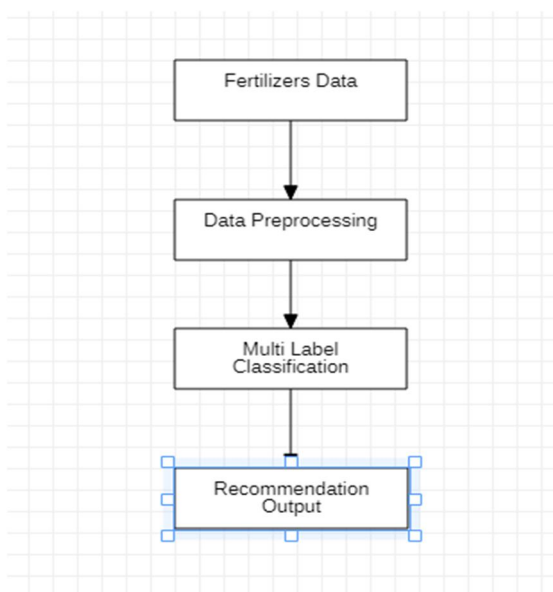 Fertilizers Data
Data Preprocessing
Multi Label
Classification
Recommendation
Output